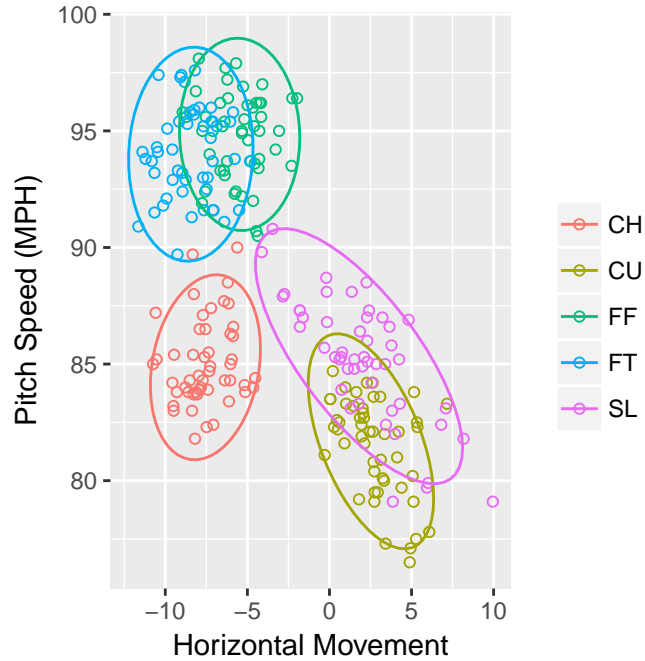 100
95
90
85
80
Pitch Speed (MPH)
−10
−5
0
5
10
Horizontal Movement
CH
CU
FF
FT
SL